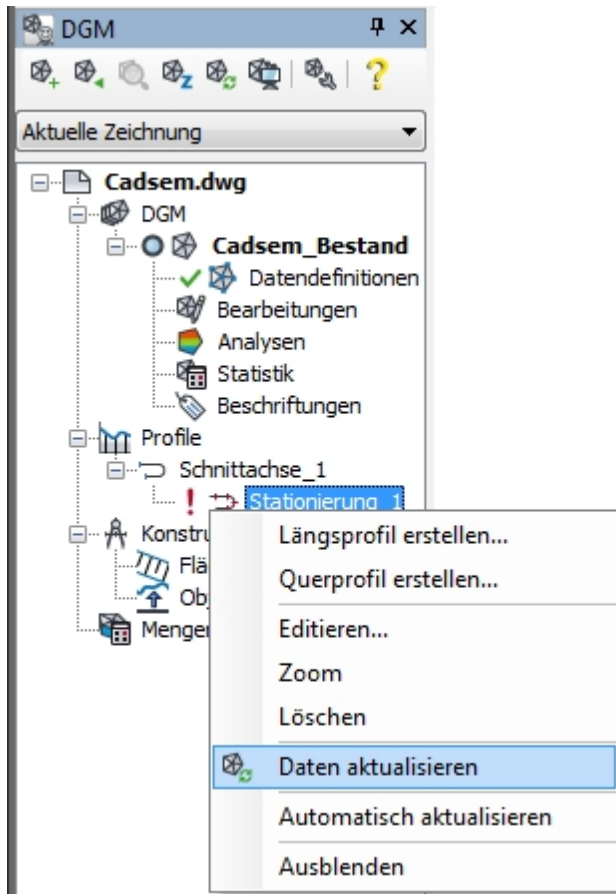 DGM
Aktuelle Zeichnung
Cadsem.dwg
DGM
Cadsem_Bestand
Datendefinitionen
Bearbeitungen
Analysen
Statistik
Beschriftungen
Profile
Schnittachse_1
Stationierung_1
Konstru
Flä
Obj
Mengen
Längsprofil erstellen...
Querprofil erstellen...
Editieren...
Zoom
Löschen
Daten aktualisieren
Automatisch aktualisieren
Ausblenden